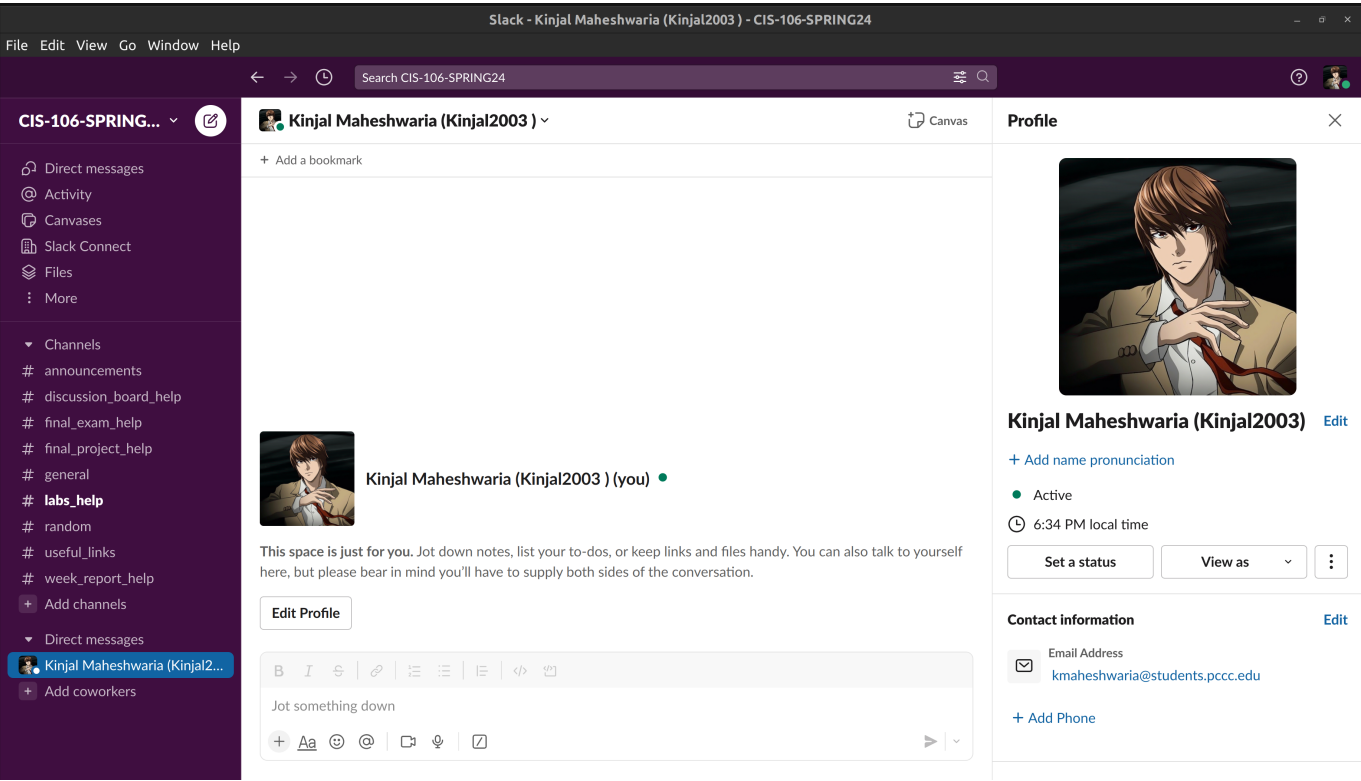 Slack - Kinjal Maheshwaria (Kinjal2003 ) - CIS-106-SPRING24
File Edit View Go Window Help
Search CIS-106-SPRING24
CIS-106-SPRING...
Direct messages
Activity
Canvases
Slack Connect
Files
More
Channels
# announcements
# discussion_board_help
# final_exam_help
# final_project_help
# general
# labs_help
# random
# useful_links
# week_report_help
+ Add channels
Direct messages
Kinjal Maheshwaria (Kinjal2...
+ Add coworkers
Kinjal Maheshwaria (Kinjal2003 )
Canvas
+ Add a bookmark
Kinjal Maheshwaria (Kinjal2003 ) (you)
This space is just for you. Jot down notes, list your to-dos, or keep links and files handy. You can also talk to yourself
here, but please bear in mind you’ll have to supply both sides of the conversation.
Edit Profile
B I S
Jot something down
+ Aa @
Profile
Kinjal Maheshwaria (Kinjal2003) Edit
+ Add name pronunciation
Active
6:34 PM local time
Set a status View as
Contact information Edit
Email Address
kmaheshwaria@students.pccc.edu
+ Add Phone